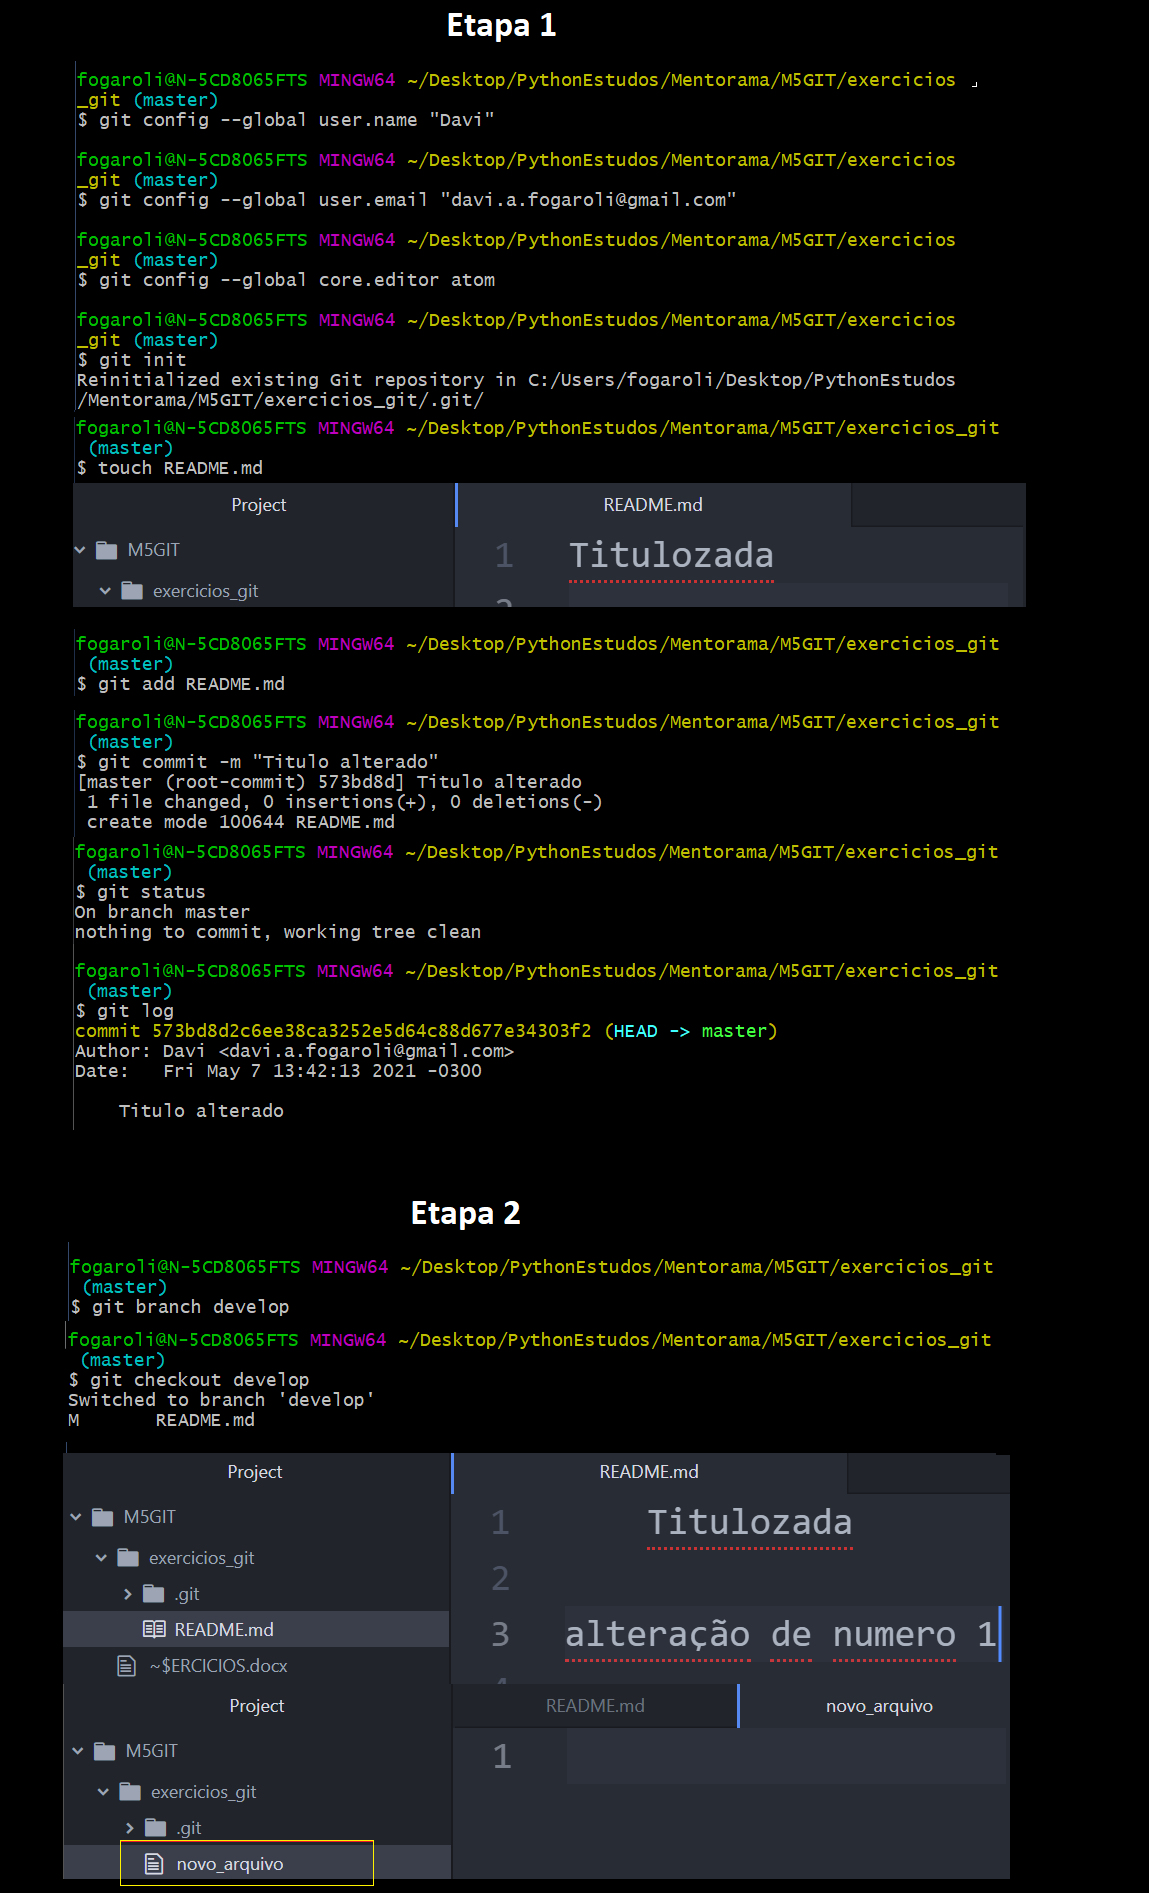 Etapa 1
fogaroli@N-5CD8065FTS MINGW64 ~/Desktop/PythonEstudos/Mentorama/M5GIT/exercicios
_git (master)
$ git config --global user.name "Davi"
fogaroli@N-5CD8065FTS MINGW64 ~/Desktop/PythonEstudos/Mentorama/M5GIT/exercicios
_git (master)
$ git config --global user.email "davi.a.fogaroli@gmail.com"
fogaroli@N-5CD8065FTS MINGW64 ~/Desktop/PythonEstudos/Mentorama/M5GIT/exercicios
_git (master)
$ git config --global core.editor atom
fogaroli@N-5CD8065FTS MINGW64 ~/Desktop/PythonEstudos/Mentorama/M5GIT/exercicios
_git (master)
$ git init
Reinitialized existing Git repository in C:/Users/fogaroli/Desktop/PythonEstudos
/Mentorama/M5GIT/exercicios_git/.git/
fogaroli@N-5CD8065FTS MINGW64 ~/Desktop/PythonEstudos/Mentorama/M5GIT/exercicios_git
(master)
$ touch README.md
Project README.md
M5GIT 1 Titulozada
exercicios_git 2
fogaroli@N-5CD8065FTS MINGW64 ~/Desktop/PythonEstudos/Mentorama/M5GIT/exercicios_git
(master)
$ git add README.md
fogaroli@N-5CD8065FTS MINGW64 ~/Desktop/PythonEstudos/Mentorama/M5GIT/exercicios_git
(master)
$ git commit -m "Titulo alterado"
[master (root-commit) 573bd8d] Titulo alterado
1 file changed, 0 insertions(+), 0 deletions(-)
create mode 100644 README.md
fogaroli@N-5CD8065FTS MINGW64 ~/Desktop/PythonEstudos/Mentorama/M5GIT/exercicios_git
(master)
$ git status
On branch master
nothing to commit, working tree clean
fogaroli@N-5CD8065FTS MINGW64 ~/Desktop/PythonEstudos/Mentorama/M5GIT/exercicios_git
(master)
$ git log
commit 573bd8d2c6ee38ca3252e5d64c88d677e34303f2 (HEAD -> master)
Author: Davi <davi.a.fogaroli@gmail.com>
Date: Fri May 7 13:42:13 2021 -0300
Titulo alterado
Etapa 2
fogaroli@N-5CD8065FTS MINGW64 ~/Desktop/PythonEstudos/Mentorama/M5GIT/exercicios_git
(master)
$ git branch develop
fogaroli@N-5CD8065FTS MINGW64 ~/Desktop/PythonEstudos/Mentorama/M5GIT/exercicios_git
(master)
$ git checkout develop
Switched to branch 'develop'
M README.md
Project README.md
M5GIT 1 Titulozada
exercicios_git 2
.git
README.md 3 alteração de numero 1
~$ERCICIOS.docx
Project README.md novo_arquivo
M5GIT 1
exercicios_git
.git
novo_arquivo